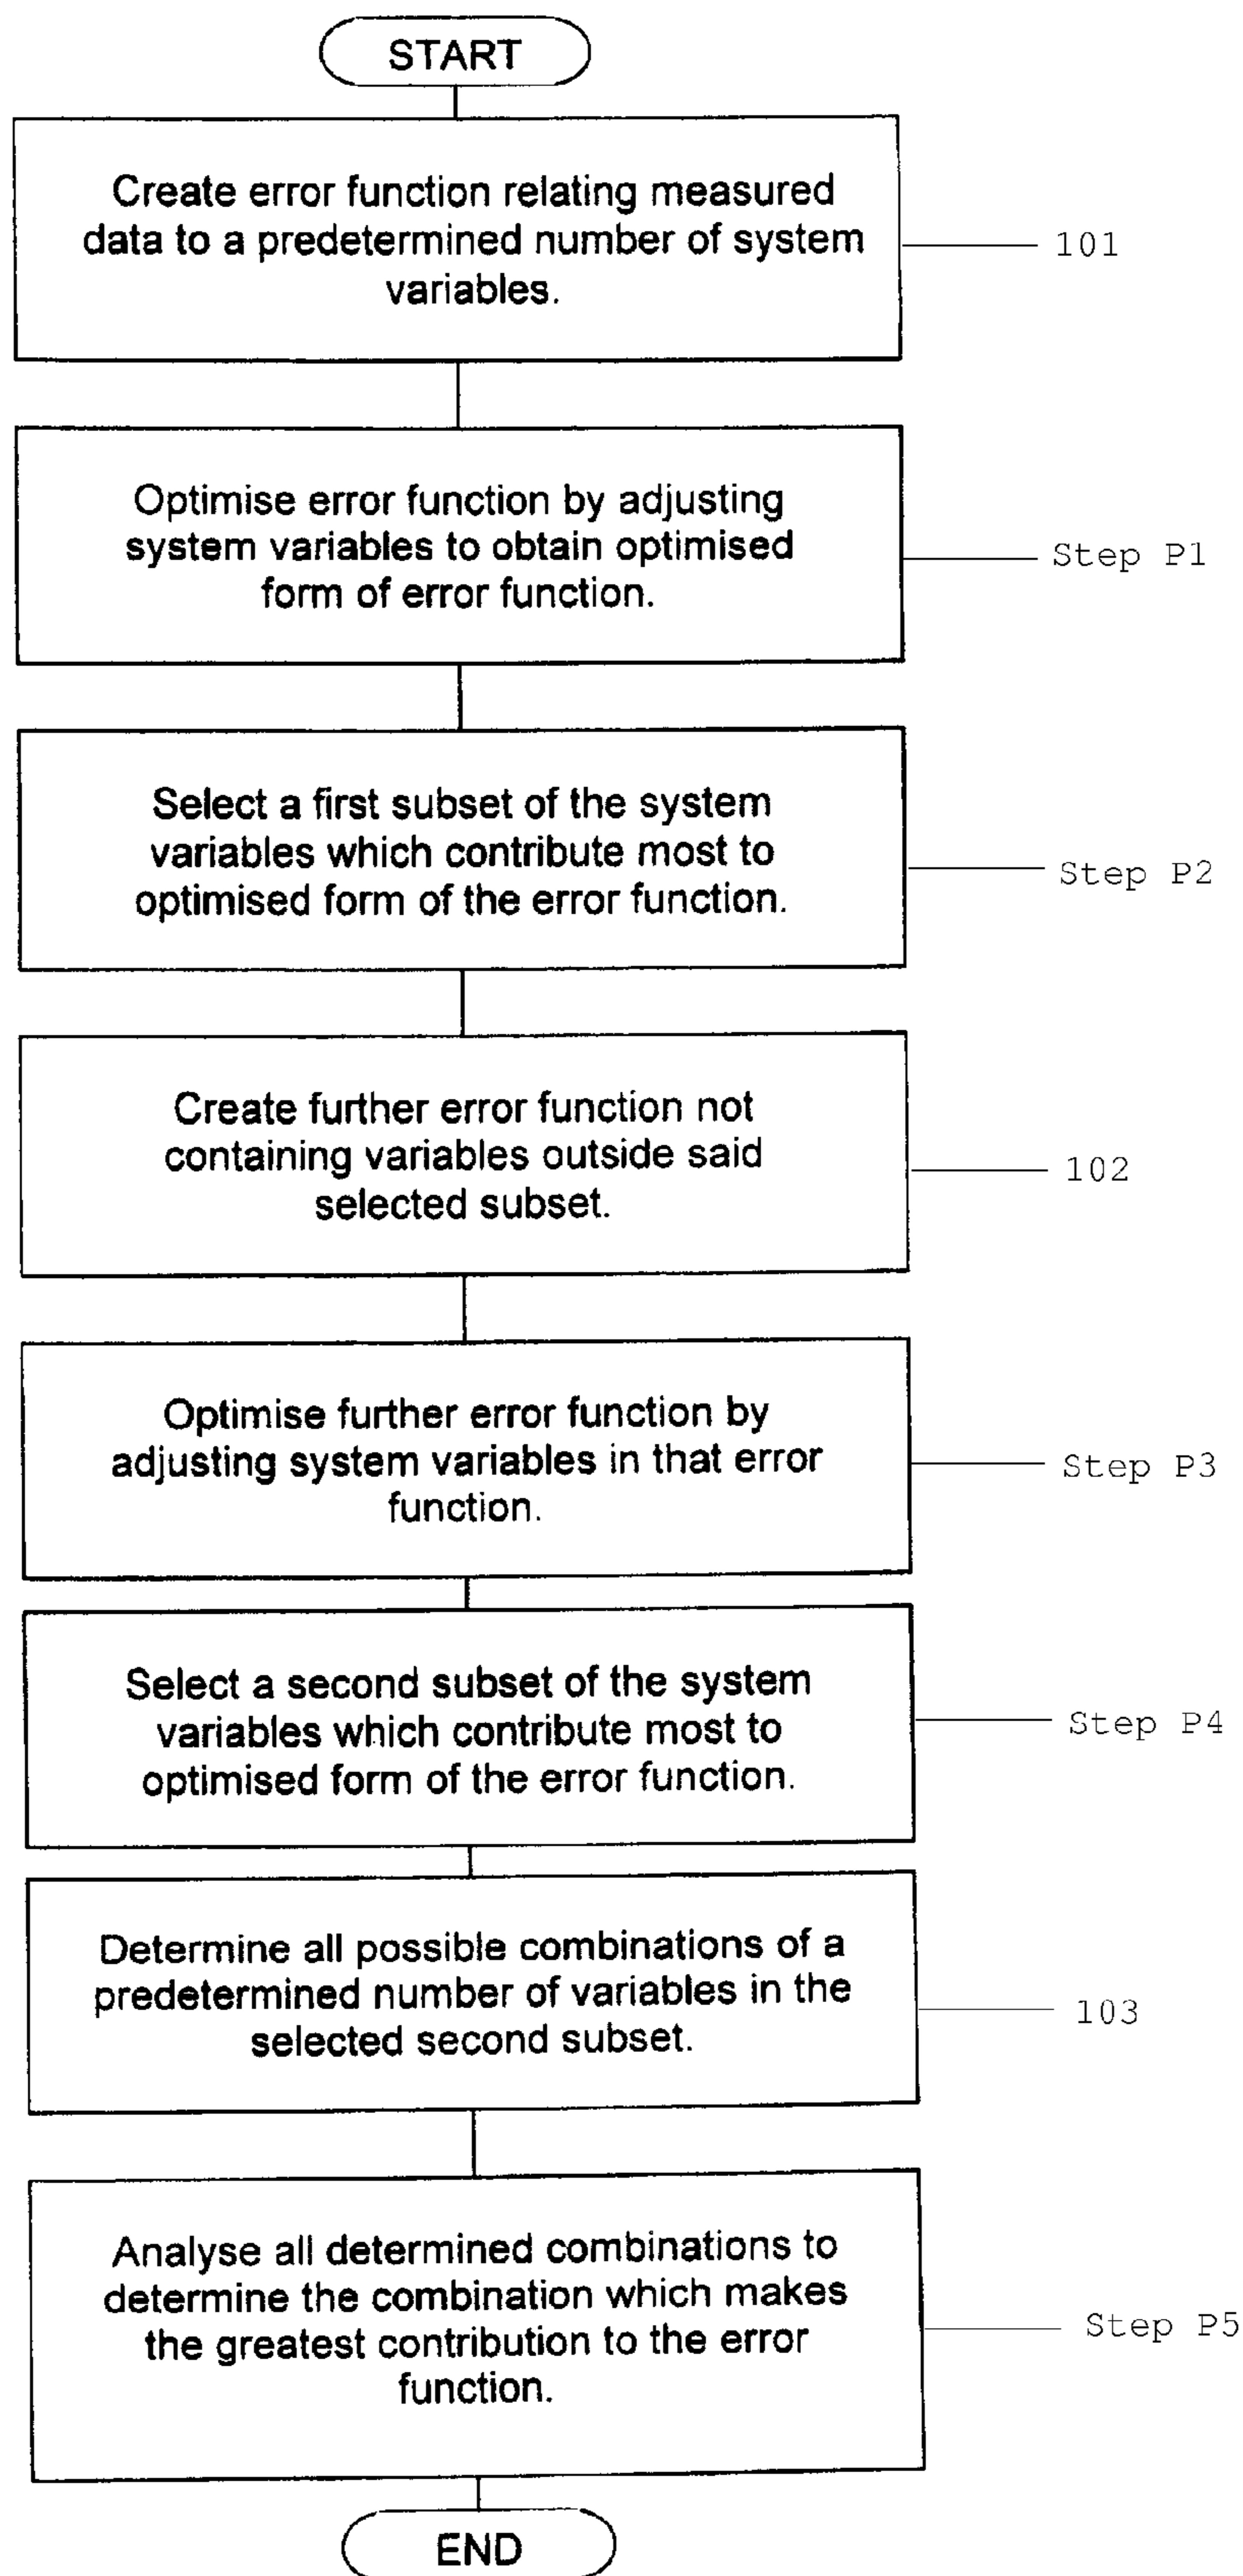 START
Create error function relating measured
data to a predetermined number of system
variables.
101
Optimise error function by adjusting
system variables to obtain optimised
form of error function.
Step P1
Select a first subset of the system
variables which contribute most to
optimised form of the error function.
Step P2
Create further error function not
containing variables outside said
selected subset.
102
Optimise further error function by
adjusting system variables in that error
function.
Step P3
Select a second subset of the system
variables which contribute most to
optimised form of the error function.
Step P4
Determine all possible combinations of a
predetermined number of variables in the
selected second subset.
103
Analyse all determined combinations to
determine the combination which makes
the greatest contribution to the error
function.
Step P5
END